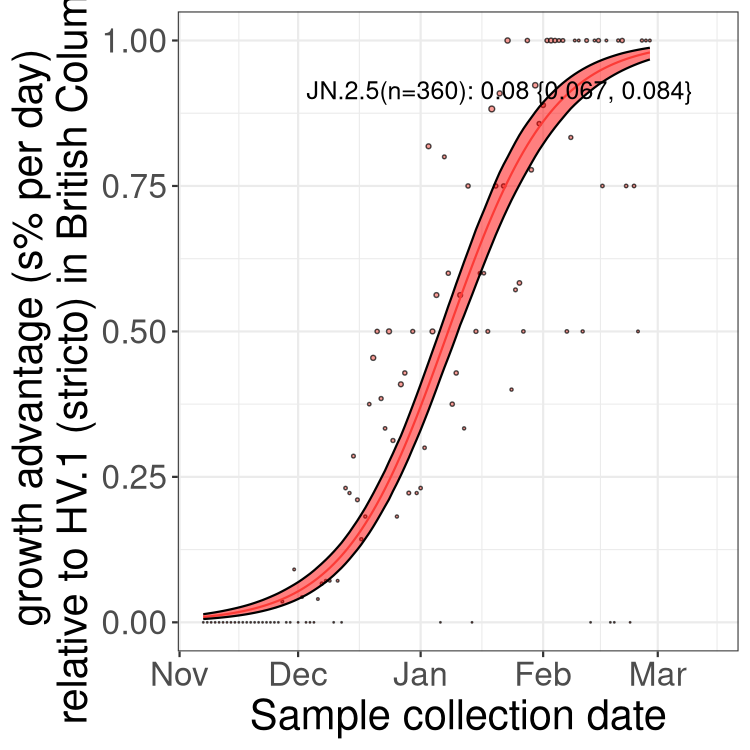 growth advantage (s% per day)
relative to HV.1 (stricto) in British Colum
1.00
0.75
0.50
0.25
0.00
JN.2.5(n=360): 0.08 {0.067, 0.084}
Nov Dec Jan Feb Mar
Sample collection date